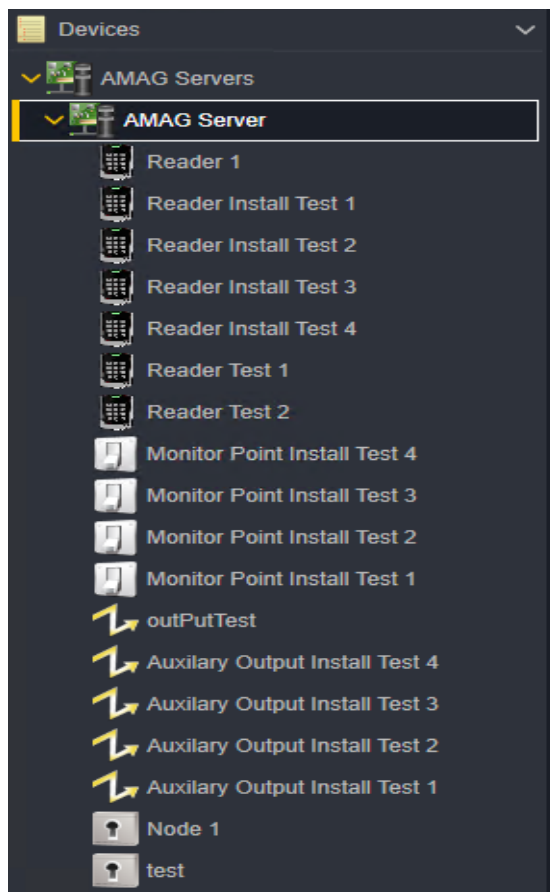 Devices
AMAG Servers
AMAG Server
Reader 1
Reader Install Test 1
Reader Install Test 2
Reader Install Test 3
Reader Install Test 4
Reader Test 1
Reader Test 2
Monitor Point Install Test 4
Monitor Point Install Test 3
Monitor Point Install Test 2
Monitor Point Install Test 1
outPutTest
Auxilary Output Install Test 4
Auxilary Output Install Test 3
Auxilary Output Install Test 2
Auxilary Output Install Test 1
Node 1
test